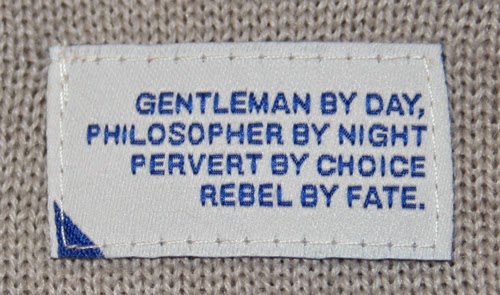 GENTLEMAN BY DAY,
PHILOSOPHER BY NIGHT
PERVERT BY CHOICE
REBEL BY FATE.